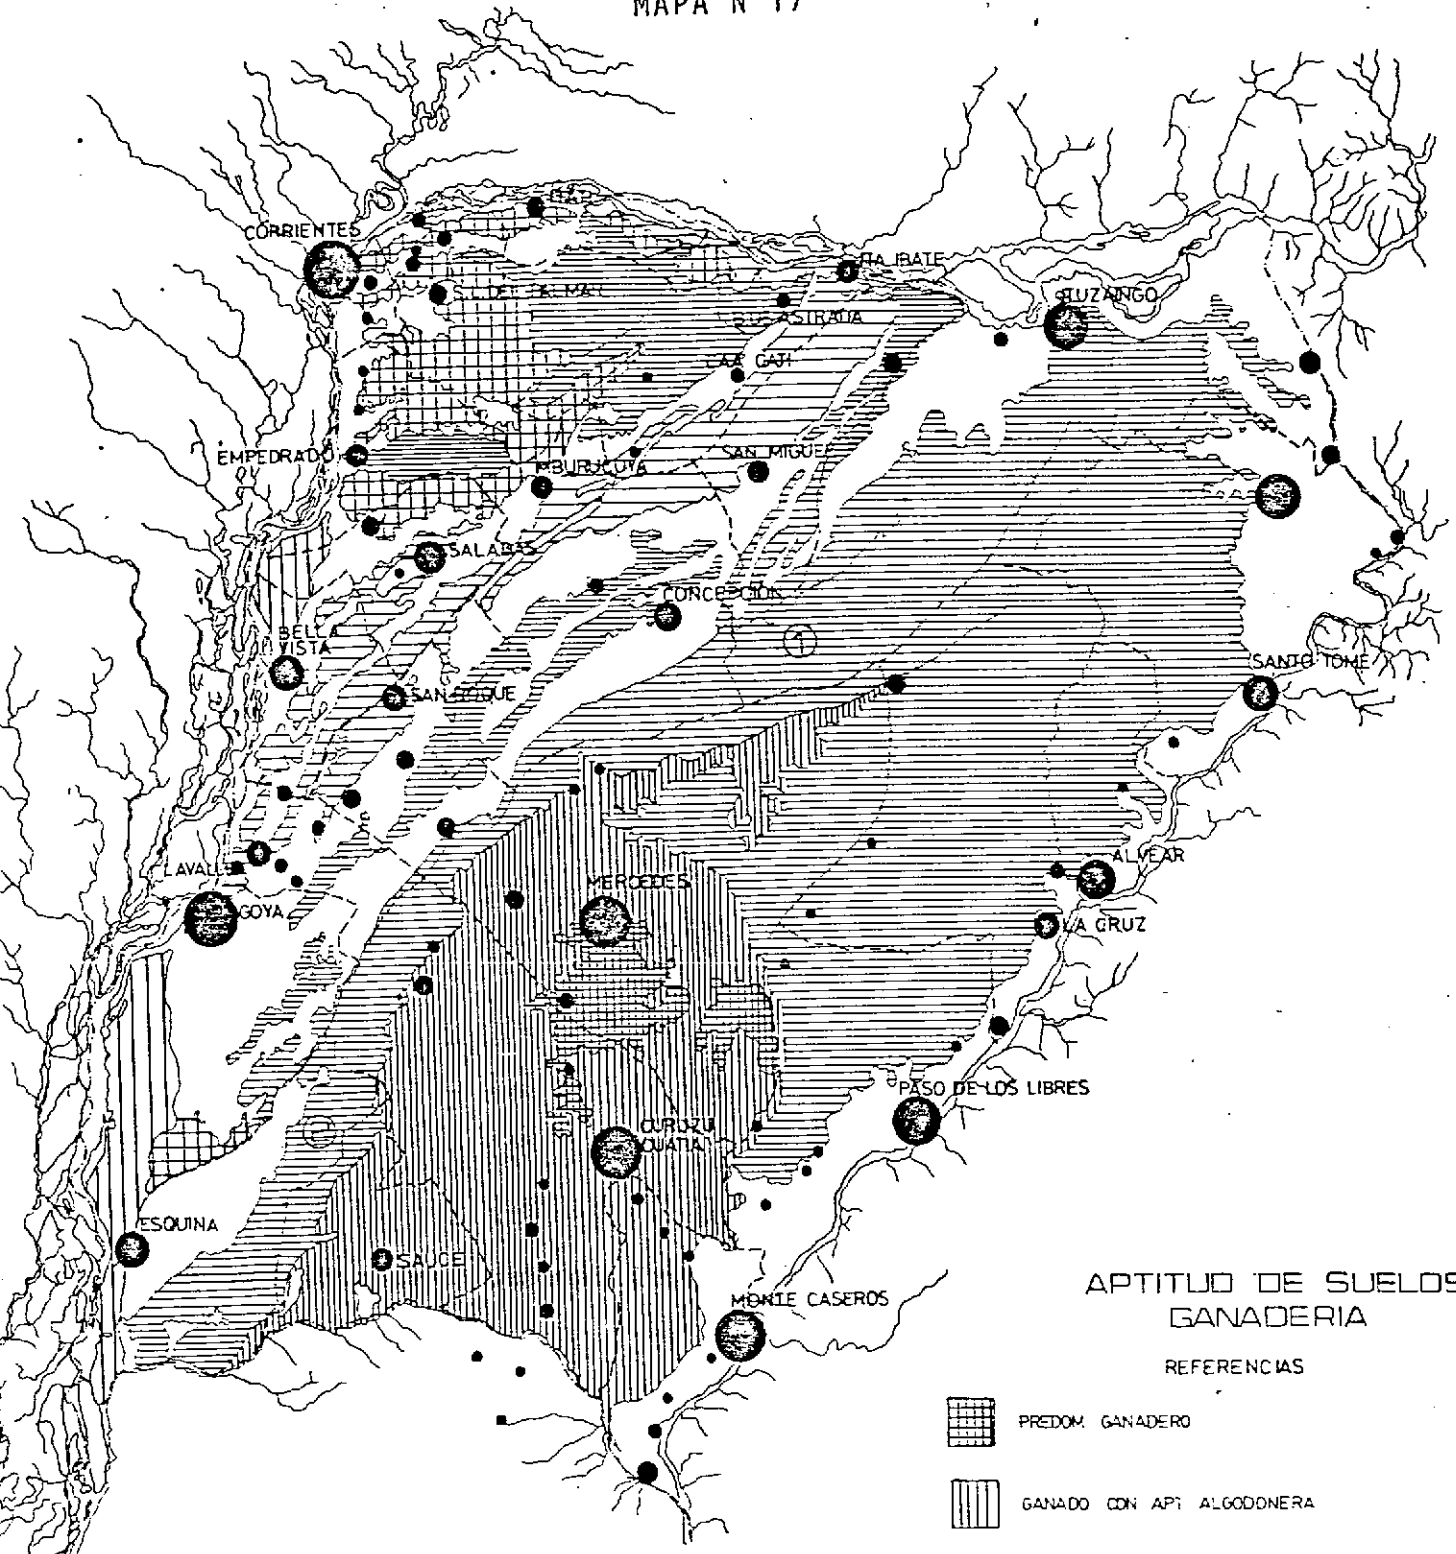 MAPA N 17
CORRIENTES
ITA IBATE
ITUZAINGO
CAA CATI
EMPEDRADO
MBURUCUYA
SAN MIGUEL
SALADAS
CONCEPCION
1
BELLA
VISTA
SAN ROQUE
SANTO TOME
LAVALLE
MERCEDES
ALVEAR
GOYA
LA CRUZ
PASO DE LOS LIBRES
CURUZU
CUATIA
ESQUINA
SAUCE
MONTE CASEROS
APTITUD DE SUELOS
GANADERIA
REFERENCIAS
PREDOM. GANADERO
GANADO CON APT ALGODONERA